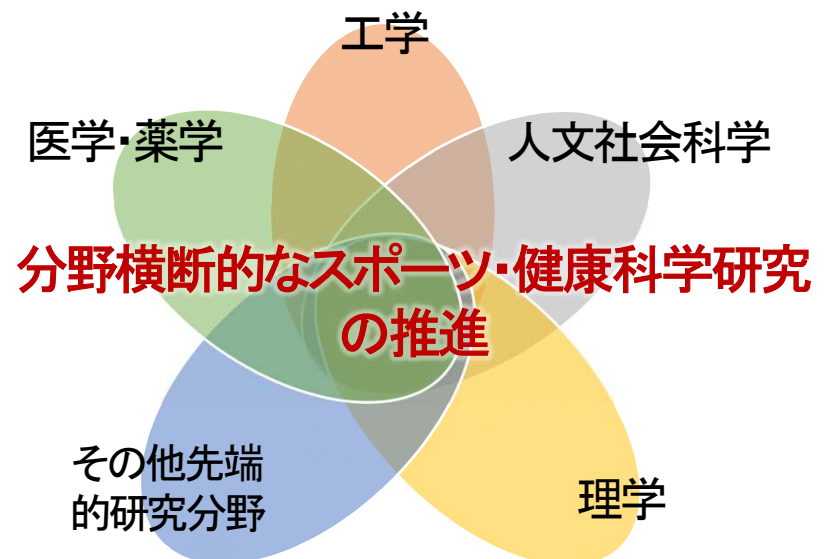 工学
医学・薬学
人文社会科学
分野横断的なスポーツ・健康科学研究
の推進
その他先端
的研究分野
理学